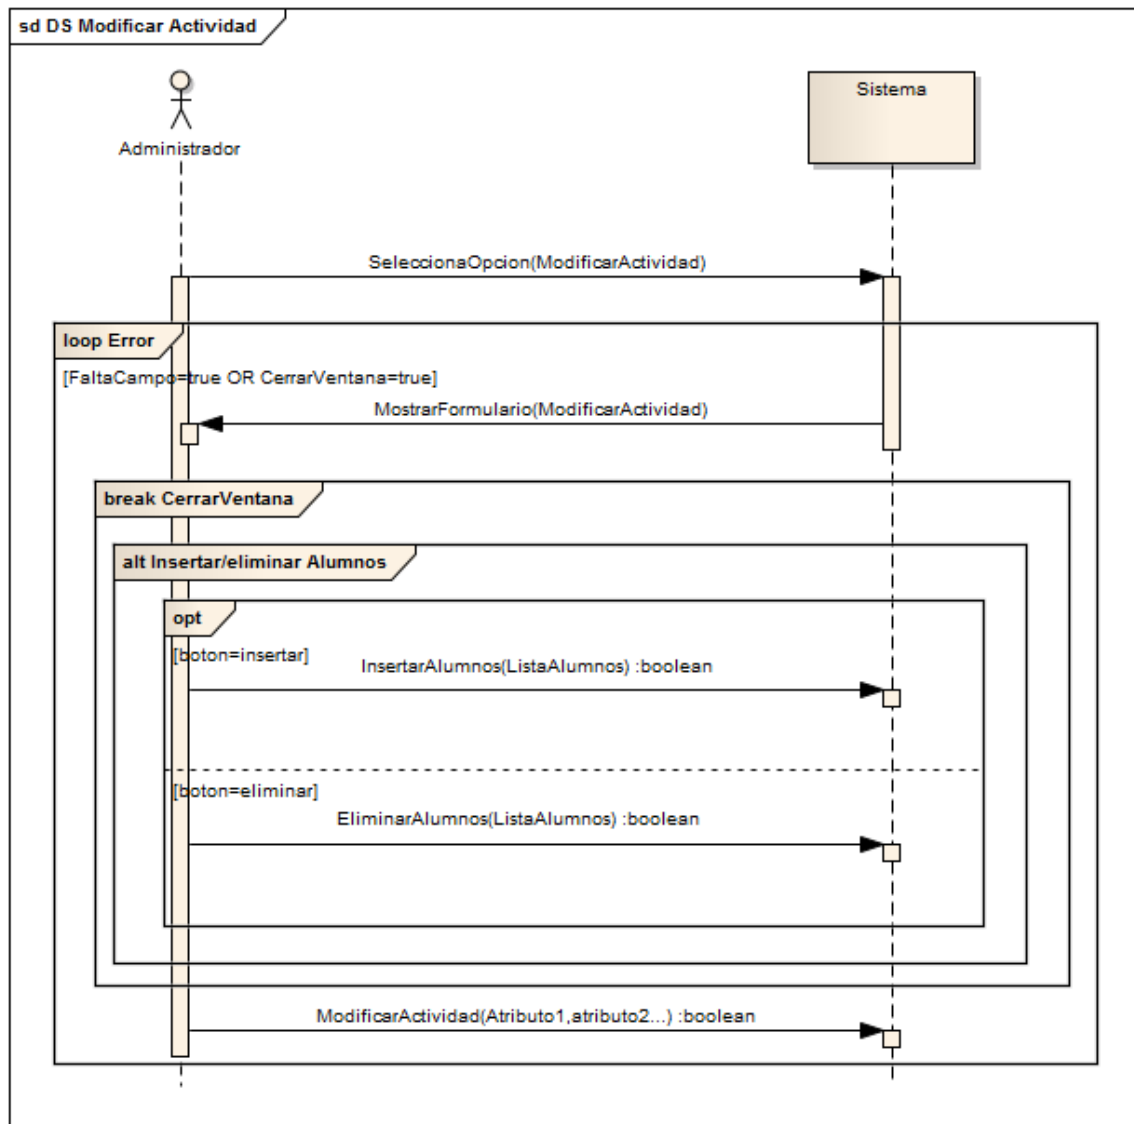 sd DS Modificar Actividad
Sistema
Administrador
SeleccionaOpcion(ModificarActividad)
loop Error
[FaltaCampo=true OR CerrarVentana=true]
MostrarFormulario(ModificarActividad)
break CerrarVentana
alt Insertar/eliminar Alumnos
opt
[boton=insertar]
InsertarAlumnos(ListaAlumnos) :boolean
[boton=eliminar]
EliminarAlumnos(ListaAlumnos) :boolean
ModificarActividad(Atributo1,atributo2...) :boolean